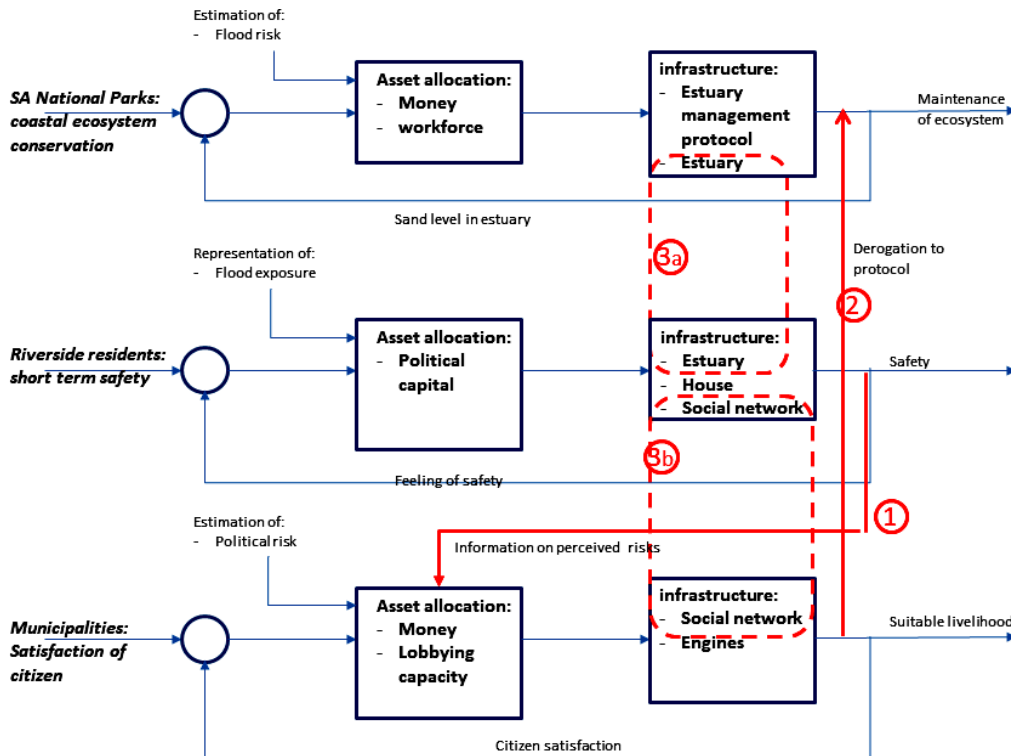 Estimation of:
- Flood risk
SA National Parks:
coastal ecosystem
conservation
Asset allocation:
- Money
- workforce
infrastructure:
- Estuary
management
protocol
- Estuary
Maintenance
of ecosystem
Sand level in estuary
Representation of:
- Flood exposure
3a
Derogation to
protocol
2
Riverside residents:
short term safety
Asset allocation:
- Political
capital
infrastructure:
- Estuary
- House
- Social network
Safety
3b
Feeling of safety
1
Estimation of:
- Political risk
Information on perceived risks
Municipalities:
Satisfaction of
citizen
Asset allocation:
- Money
- Lobbying
capacity
infrastructure:
- Social network
- Engines
Suitable livelihood
Citizen satisfaction